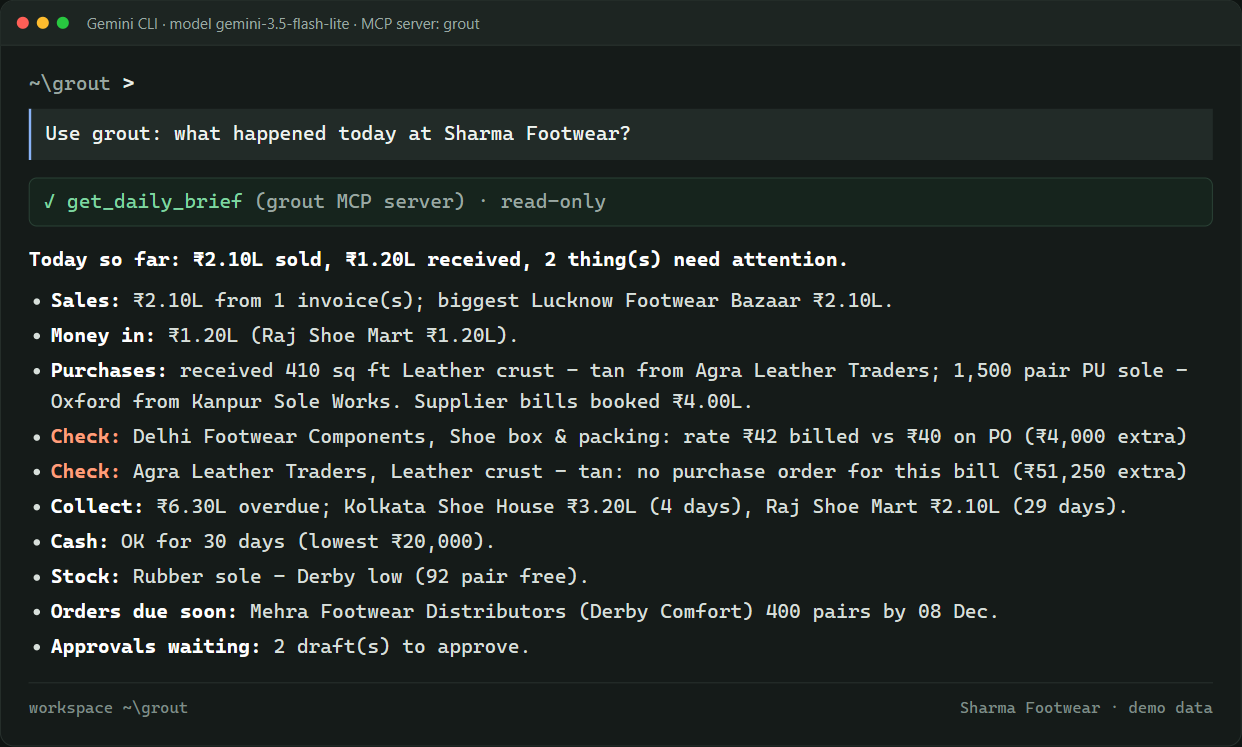 Gemini CLI · model gemini-3.5-flash-lite · MCP server: grout
~\grout >
Use grout: what happened today at Sharma Footwear?
✓ get_daily_brief (grout MCP server) · read-only
Today so far: ₹2.10L sold, ₹1.20L received, 2 thing(s) need attention.
• Sales: ₹2.10L from 1 invoice(s); biggest Lucknow Footwear Bazaar ₹2.10L.
• Money in: ₹1.20L (Raj Shoe Mart ₹1.20L).
• Purchases: received 410 sq ft Leather crust – tan from Agra Leather Traders; 1,500 pair PU sole –
Oxford from Kanpur Sole Works. Supplier bills booked ₹4.00L.
• Check: Delhi Footwear Components, Shoe box & packing: rate ₹42 billed vs ₹40 on PO (₹4,000 extra)
• Check: Agra Leather Traders, Leather crust – tan: no purchase order for this bill (₹51,250 extra)
• Collect: ₹6.30L overdue; Kolkata Shoe House ₹3.20L (4 days), Raj Shoe Mart ₹2.10L (29 days).
• Cash: OK for 30 days (lowest ₹20,000).
• Stock: Rubber sole – Derby low (92 pair free).
• Orders due soon: Mehra Footwear Distributors (Derby Comfort) 400 pairs by 08 Dec.
• Approvals waiting: 2 draft(s) to approve.
workspace ~\grout
Sharma Footwear · demo data